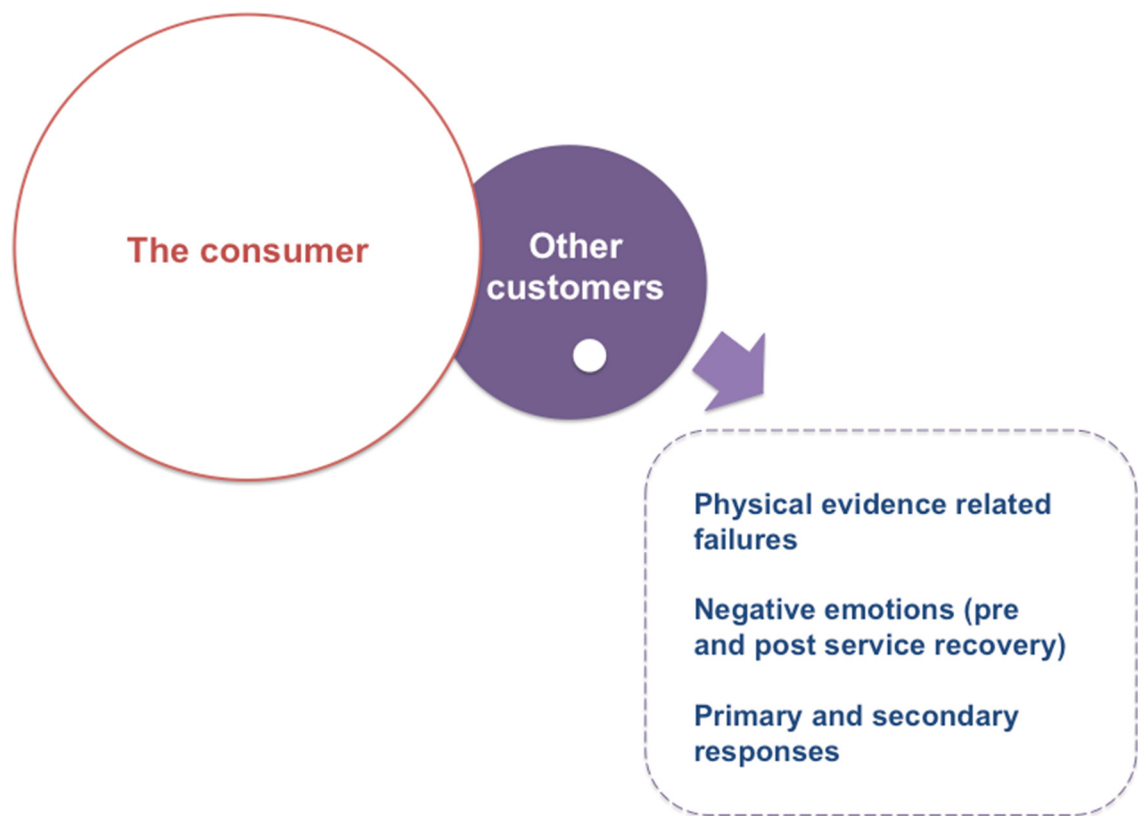 The consumer
Other
customers
Physical evidence related
failures
Negative emotions (pre
and post service recovery)
Primary and secondary
responses